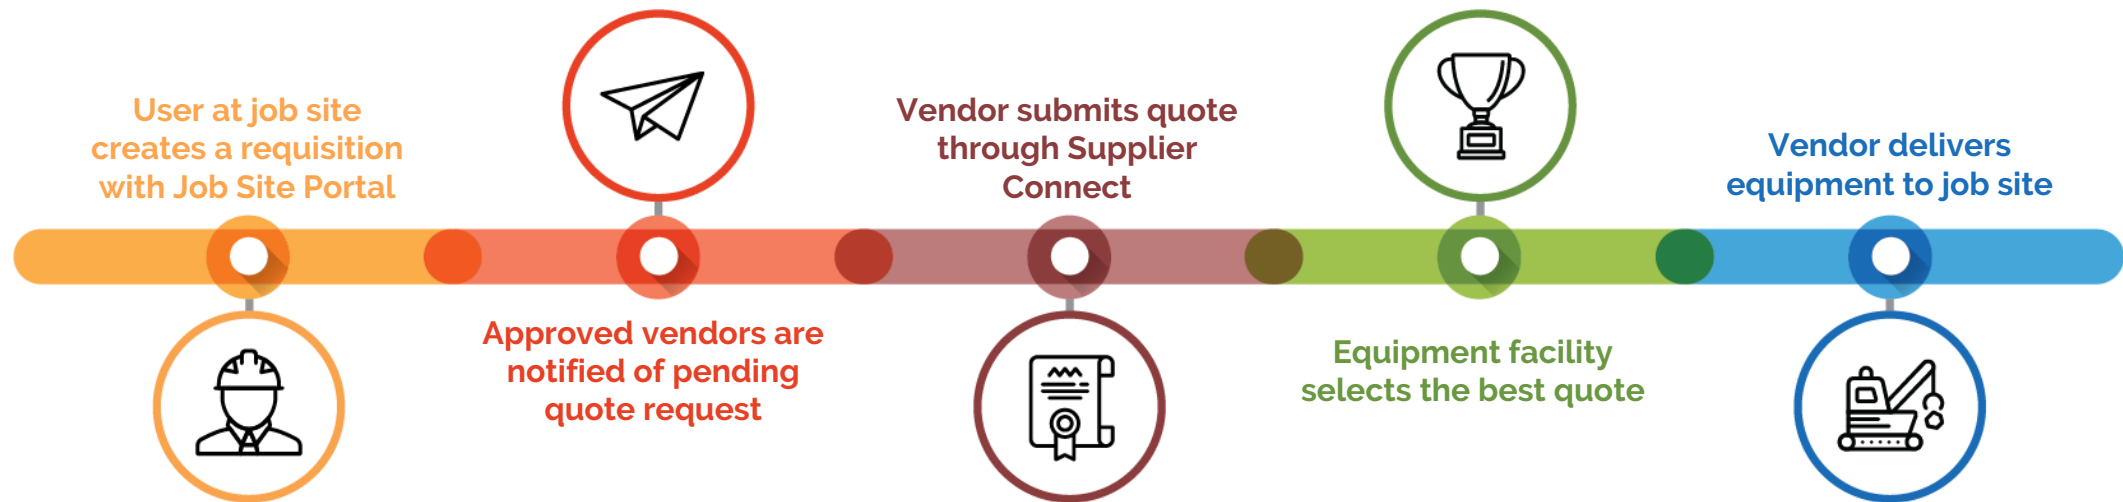 User at job site
creates a requisition
with Job Site Portal
Approved vendors are
notified of pending
quote request
Vendor submits quote
through Supplier
Connect
Equipment facility
selects the best quote
Vendor delivers
equipment to job site